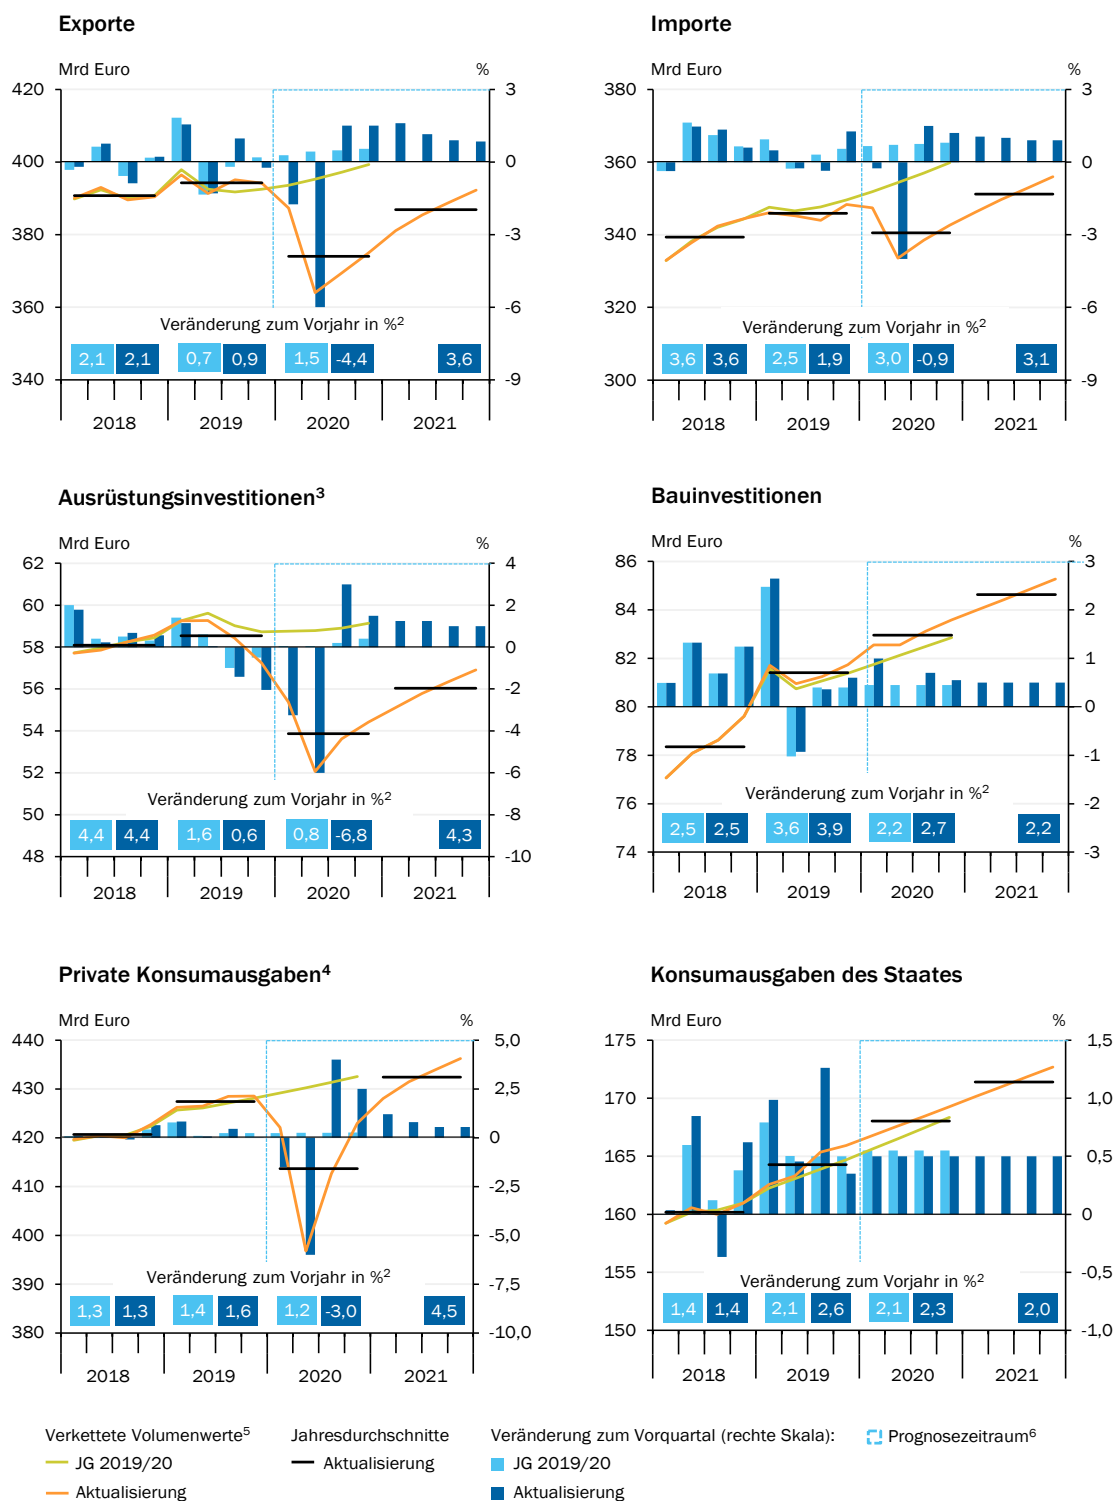 Exporte
Mrd Euro %
420 3
400 0
380 -3
360 -6
Veränderung zum Vorjahr in %²
2,1 2,1 0,7 0,9 1,5 -4,4 3,6
340 -9
2018 2019 2020 2021
Importe
Mrd Euro %
380 3
360 0
340 -3
320 -6
Veränderung zum Vorjahr in %²
3,6 3,6 2,5 1,9 3,0 -0,9 3,1
300 -9
2018 2019 2020 2021
Ausrüstungsinvestitionen³
Mrd Euro %
62 4
60 2
58 0
56 -2
54 -4
52 -6
Veränderung zum Vorjahr in %²
50 -8
4,4 4,4 1,6 0,6 0,8 -6,8 4,3
48 -10
2018 2019 2020 2021
Bauinvestitionen
Mrd Euro %
86 3
84 2
82 1
80 0
78 -1
Veränderung zum Vorjahr in %²
76 -2
2,5 2,5 3,6 3,9 2,2 2,7 2,2
74 -3
2018 2019 2020 2021
Private Konsumausgaben⁴
Mrd Euro %
440 5,0
430 2,5
420 0
410 -2,5
400 -5,0
Veränderung zum Vorjahr in %²
390 -7,5
1,3 1,3 1,4 1,6 1,2 -3,0 4,5
380 -10,0
2018 2019 2020 2021
Konsumausgaben des Staates
Mrd Euro %
175 1,5
170 1,0
165 0,5
160 0
155 -0,5
Veränderung zum Vorjahr in %²
1,4 1,4 2,1 2,6 2,1 2,3 2,0
150 -1,0
2018 2019 2020 2021
Verkettete Volumenwerte⁵ Jahresdurchschnitte Veränderung zum Vorquartal (rechte Skala): Prognosezeitraum⁶
JG 2019/20 Aktualisierung JG 2019/20
Aktualisierung Aktualisierung